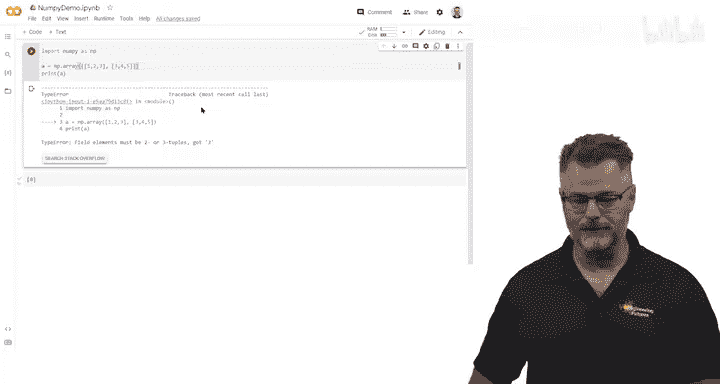 NumpyDemo.ipynb
Comment
Share
File Edit View Insert Runtime Tools Help All changes saved
+ Code + Text
RAM
Disk
Editing
import numpy as np
a = np.array([1,2,3], [3,4,5])
print(a)
TypeError Traceback (most recent call last)
in <module>()
1 import numpy as np
2
----> 3 a = np.array([1,2,3], [3,4,5])
4 print(a)
TypeError: Field elements must be 2- or 3-tuples, got '3'
SEARCH STACK OVERFLOW
[0]
bilibili